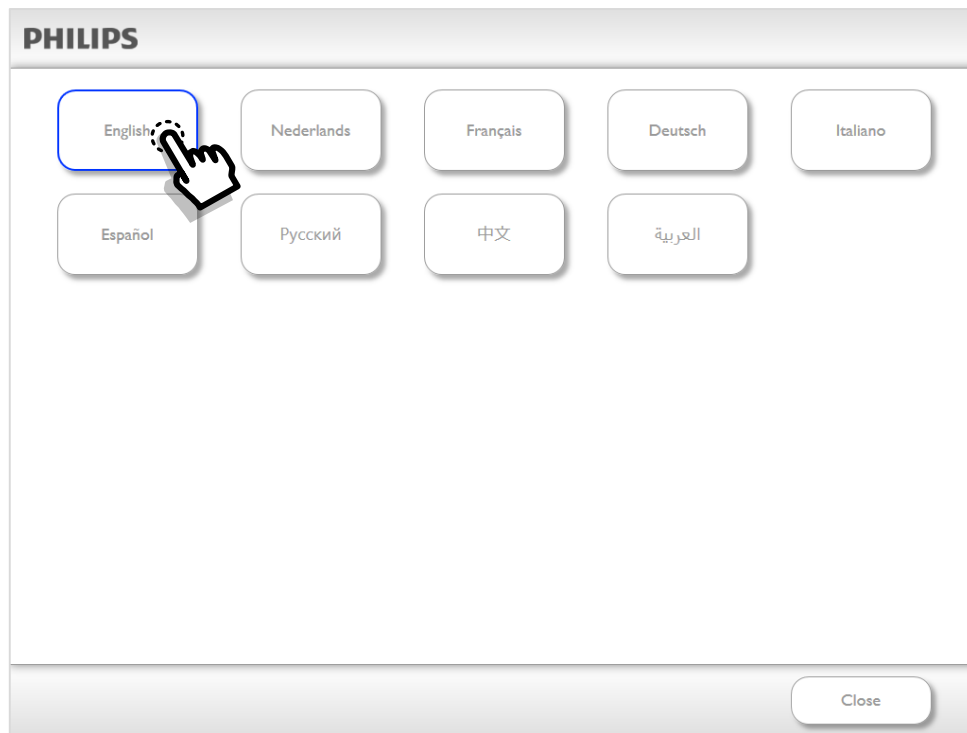 PHILIPS
English
Nederlands
Français
Deutsch
Italiano
Español
Русский
中文
العربية
Close